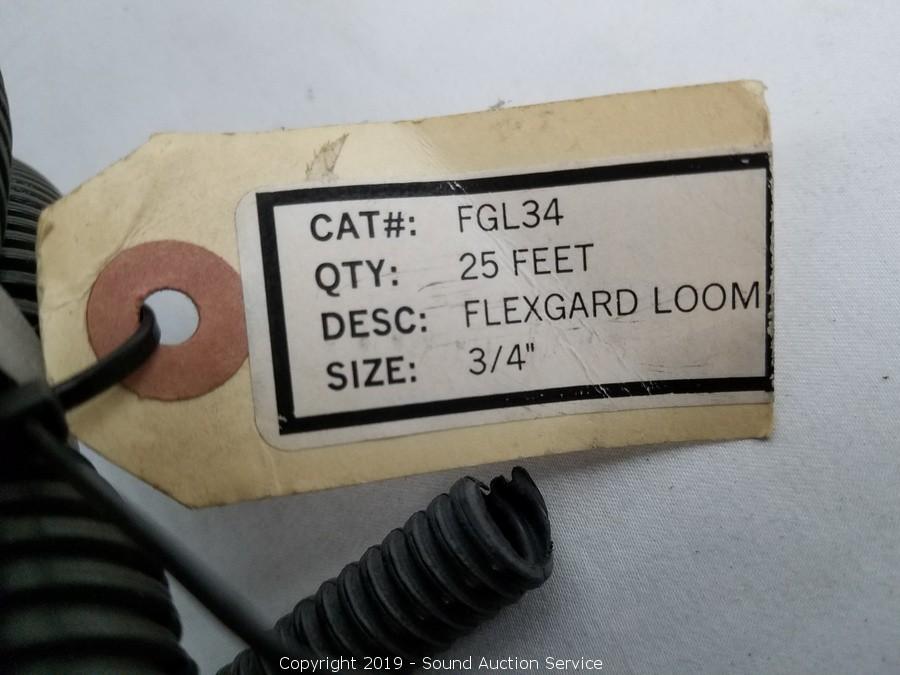 CAT#: FGL34
QTY: 25 FEET
DESC: FLEXGARD LOOM
SIZE: 3/4"
Copyright 2019 - Sound Auction Service